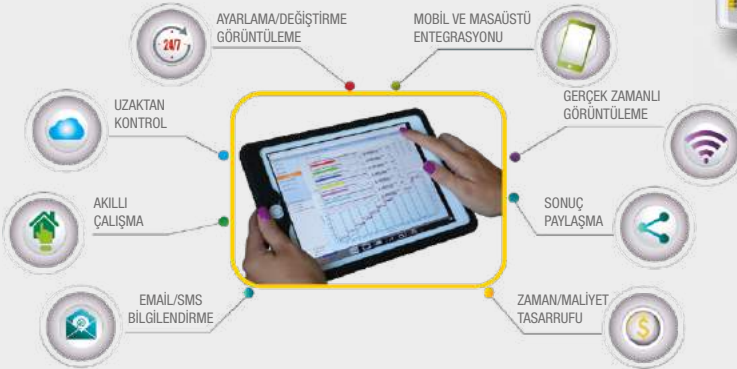 AYARLAMA/DEĞİŞTİRME
GÖRÜNTÜLEME
MOBİL VE MASAÜSTÜ
ENTEGRASYONU
24/7
UZAKTAN
KONTROL
GERÇEK ZAMANLI
GÖRÜNTÜLEME
AKILLI
ÇALIŞMA
SONUÇ
PAYLAŞMA
EMAİL/SMS
BİLGİLENDİRME
ZAMAN/MALİYET
TASARRUFU
@
$